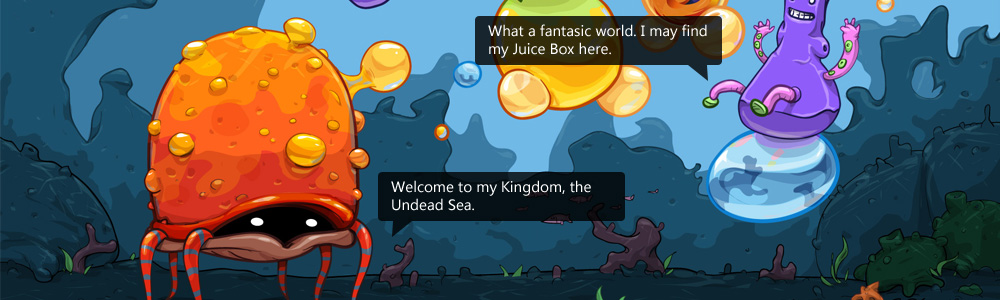 What a fantasic world. I may find
my Juice Box here.
Welcome to my Kingdom, the
Undead Sea.